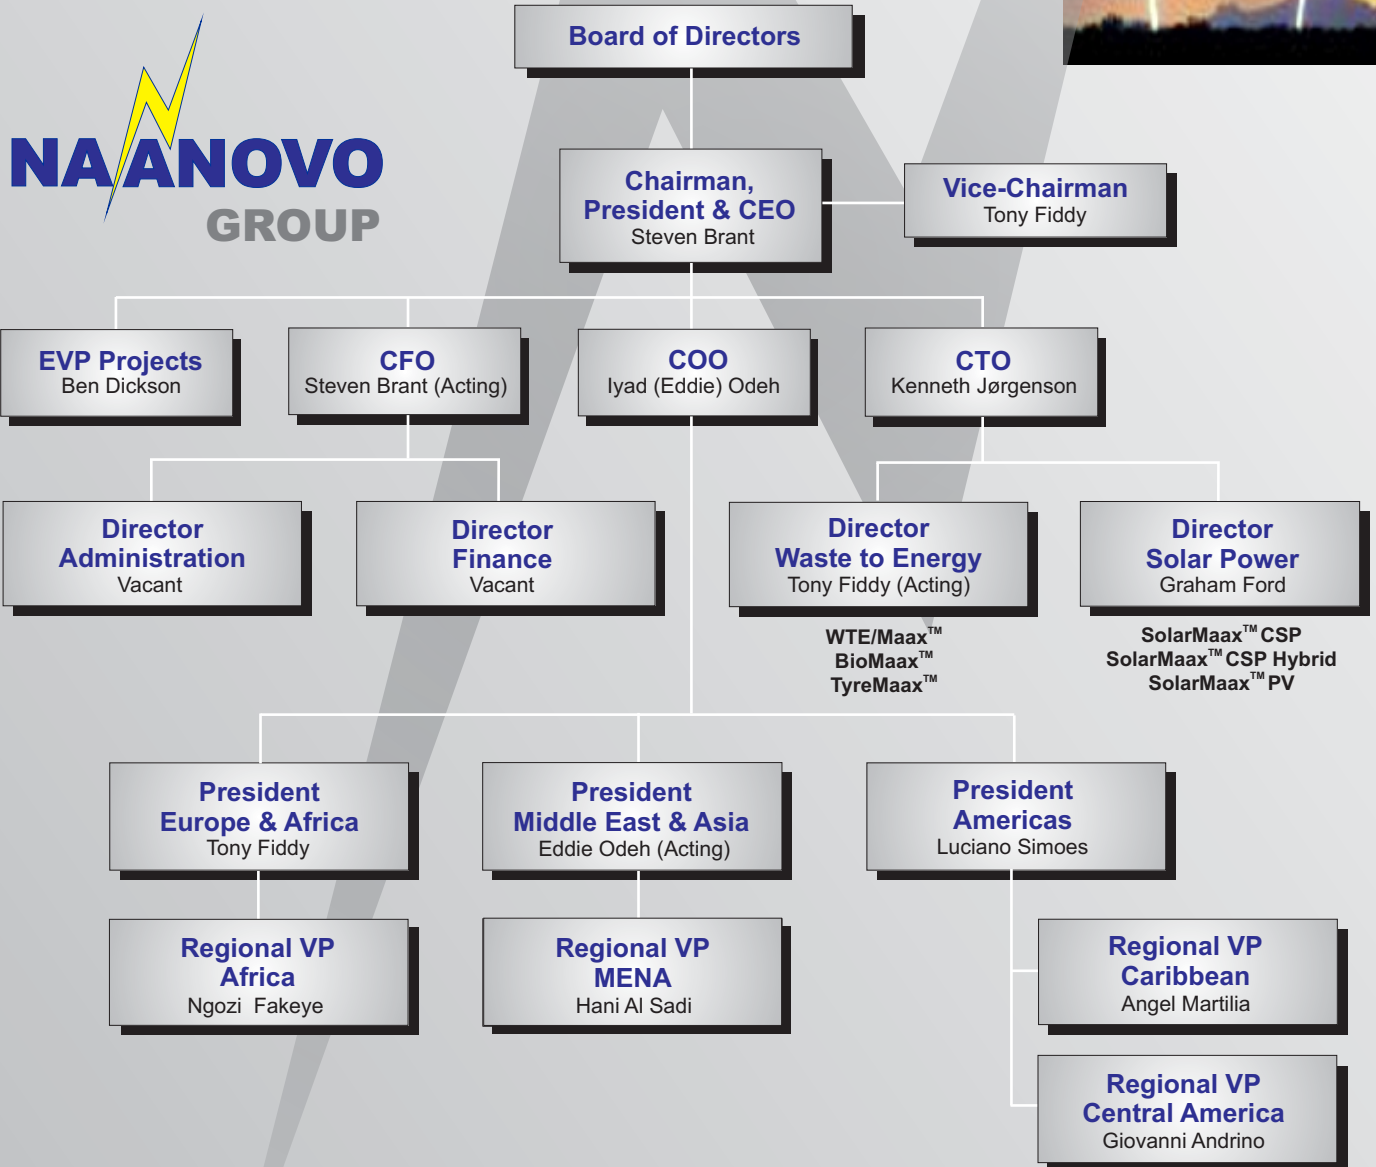 Board of Directors
NAANOVO
GROUP
Chairman,
President & CEO
Steven Brant
Vice-Chairman
Tony Fiddy
EVP Projects
Ben Dickson
CFO
Steven Brant (Acting)
COO
Iyad (Eddie) Odeh
CTO
Kenneth Jørgenson
Director
Administration
Vacant
Director
Finance
Vacant
Director
Waste to Energy
Tony Fiddy (Acting)
WTE/Maax™
BioMaax™
TyreMaax™
Director
Solar Power
Graham Ford
SolarMaax™ CSP
SolarMaax™ CSP Hybrid
SolarMaax™ PV
President
Europe & Africa
Tony Fiddy
President
Middle East & Asia
Eddie Odeh (Acting)
President
Americas
Luciano Simoes
Regional VP
Africa
Ngozi Fakeye
Regional VP
MENA
Hani Al Sadi
Regional VP
Caribbean
Angel Martilia
Regional VP
Central America
Giovanni Andrino